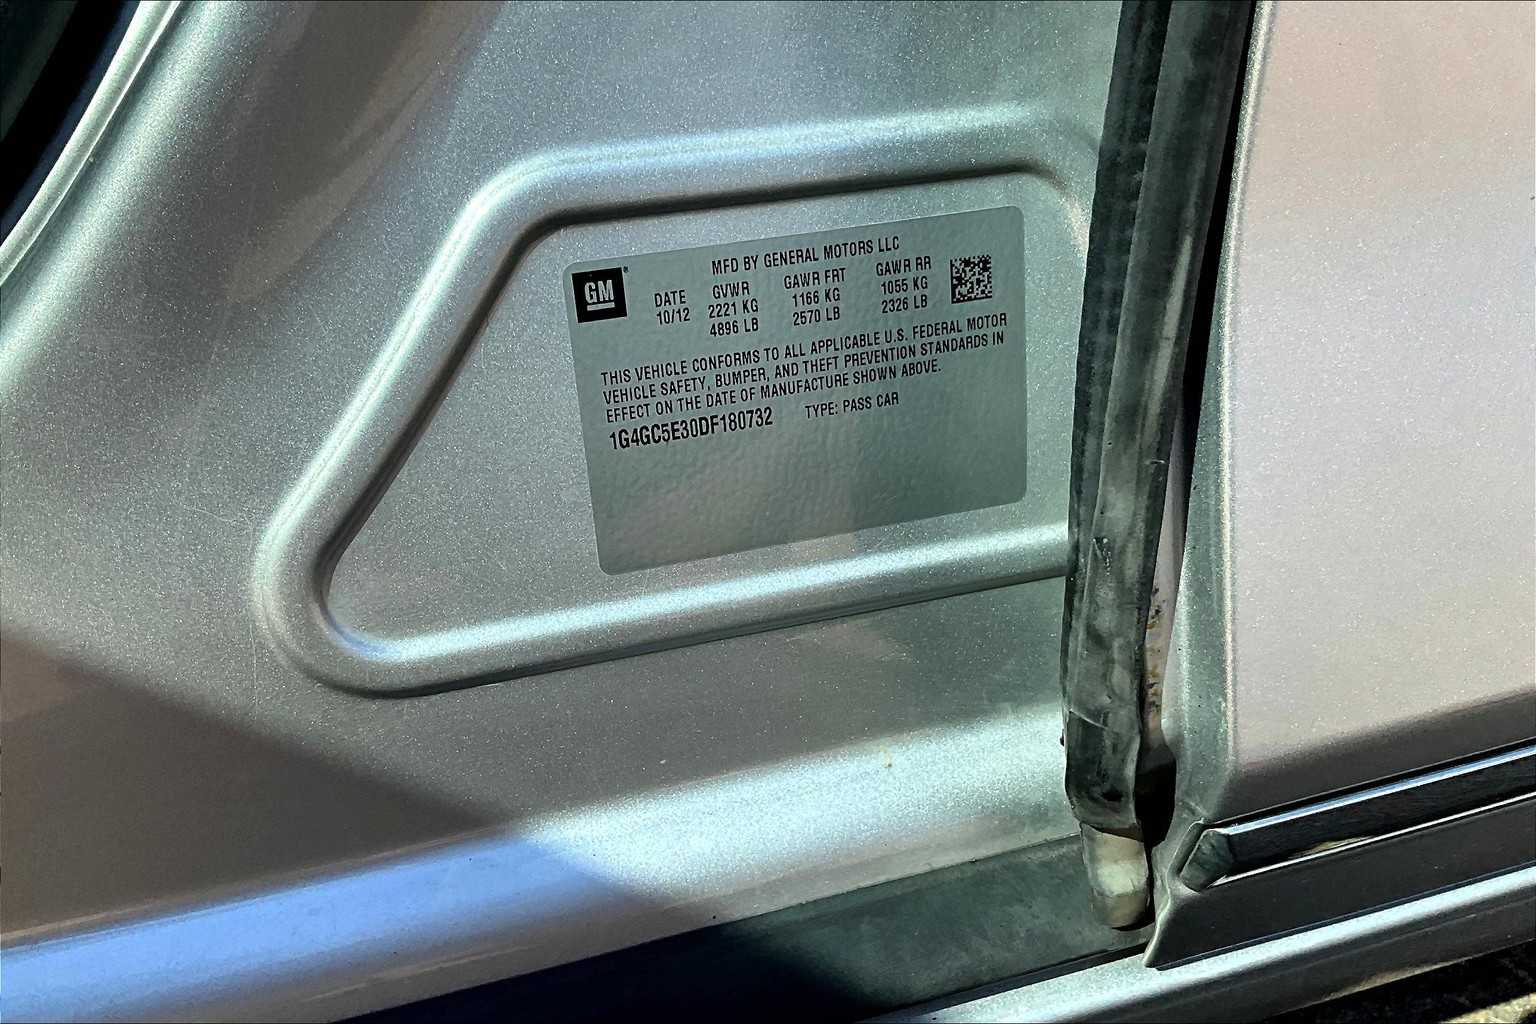 GM
MFD BY GENERAL MOTORS LLC
DATE GVWR GAWR FRT GAWR RR
10/12 2221 KG 1166 KG 1055 KG
4896 LB 2570 LB 2326 LB
THIS VEHICLE CONFORMS TO ALL APPLICABLE U.S. FEDERAL MOTOR
VEHICLE SAFETY, BUMPER, AND THEFT PREVENTION STANDARDS IN
EFFECT ON THE DATE OF MANUFACTURE SHOWN ABOVE.
1G4GC5E30DF180732 TYPE: PASS CAR